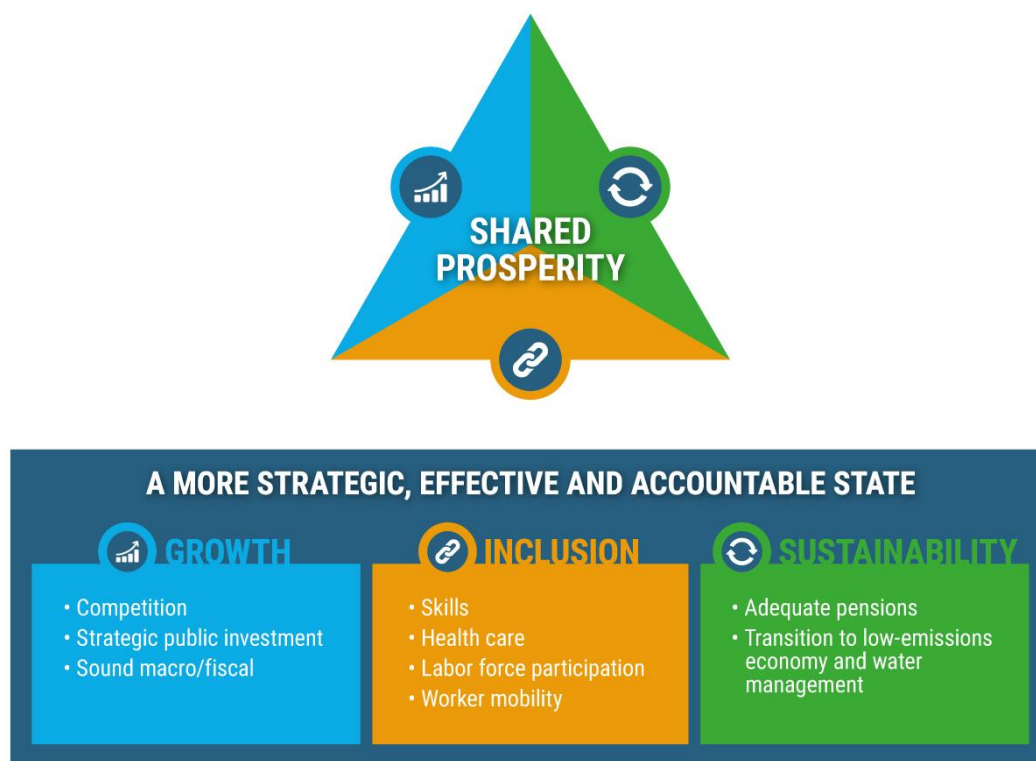 SHARED
PROSPERITY
A MORE STRATEGIC, EFFECTIVE AND ACCOUNTABLE STATE
GROWTH
• Competition
• Strategic public investment
• Sound macro/fiscal
INCLUSION
• Skills
• Health care
• Labor force participation
• Worker mobility
SUSTAINABILITY
• Adequate pensions
• Transition to low-emissions
economy and water
management